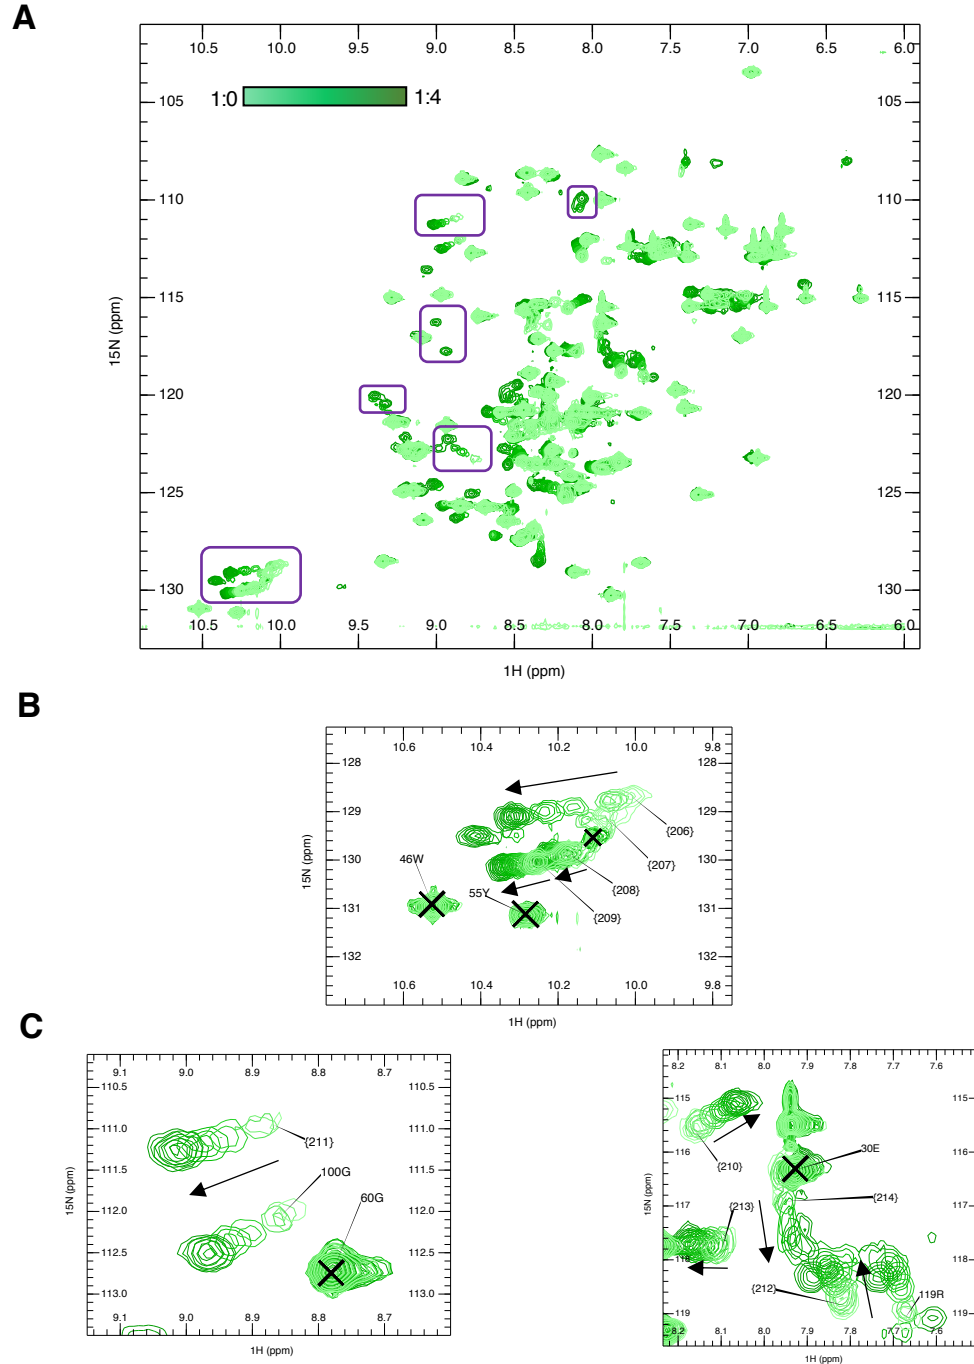 A
10.5 10.0 9.5 9.0 8.5 8.0 7.5 7.0 6.5 6.0
1:0 1:4
105 105
110 110
115 115
15N (ppm)
120 120
125 125
130 130
10.5 10.0 9.5 9.0 8.5 8.0 7.5 7.0 6.5 6.0
1H (ppm)
B
10.6 10.4 10.2 10.0 9.8
128 128
129 129
{206}
130 130
15N (ppm)
46W
{207}
55Y
{208}
131 131
{209}
132 132
10.6 10.4 10.2 10.0 9.8
1H (ppm)
C
9.1 9.0 8.9 8.8 8.7
110.5 110.5
111.0 111.0
{211}
111.5 111.5
100G
15N (ppm)
60G
112.0 112.0
112.5 112.5
113.0 113.0
9.1 9.0 8.9 8.8 8.7
1H (ppm)
8.2 8.1 8.0 7.9 7.8 7.7 7.6
115 115
116 116
30E
{210}
{214}
117 117
15N (ppm)
{213}
118 118
{212}
119R
119 119
8.2 8.1 8.0 7.9 7.8 7.7 7.6
1H (ppm)